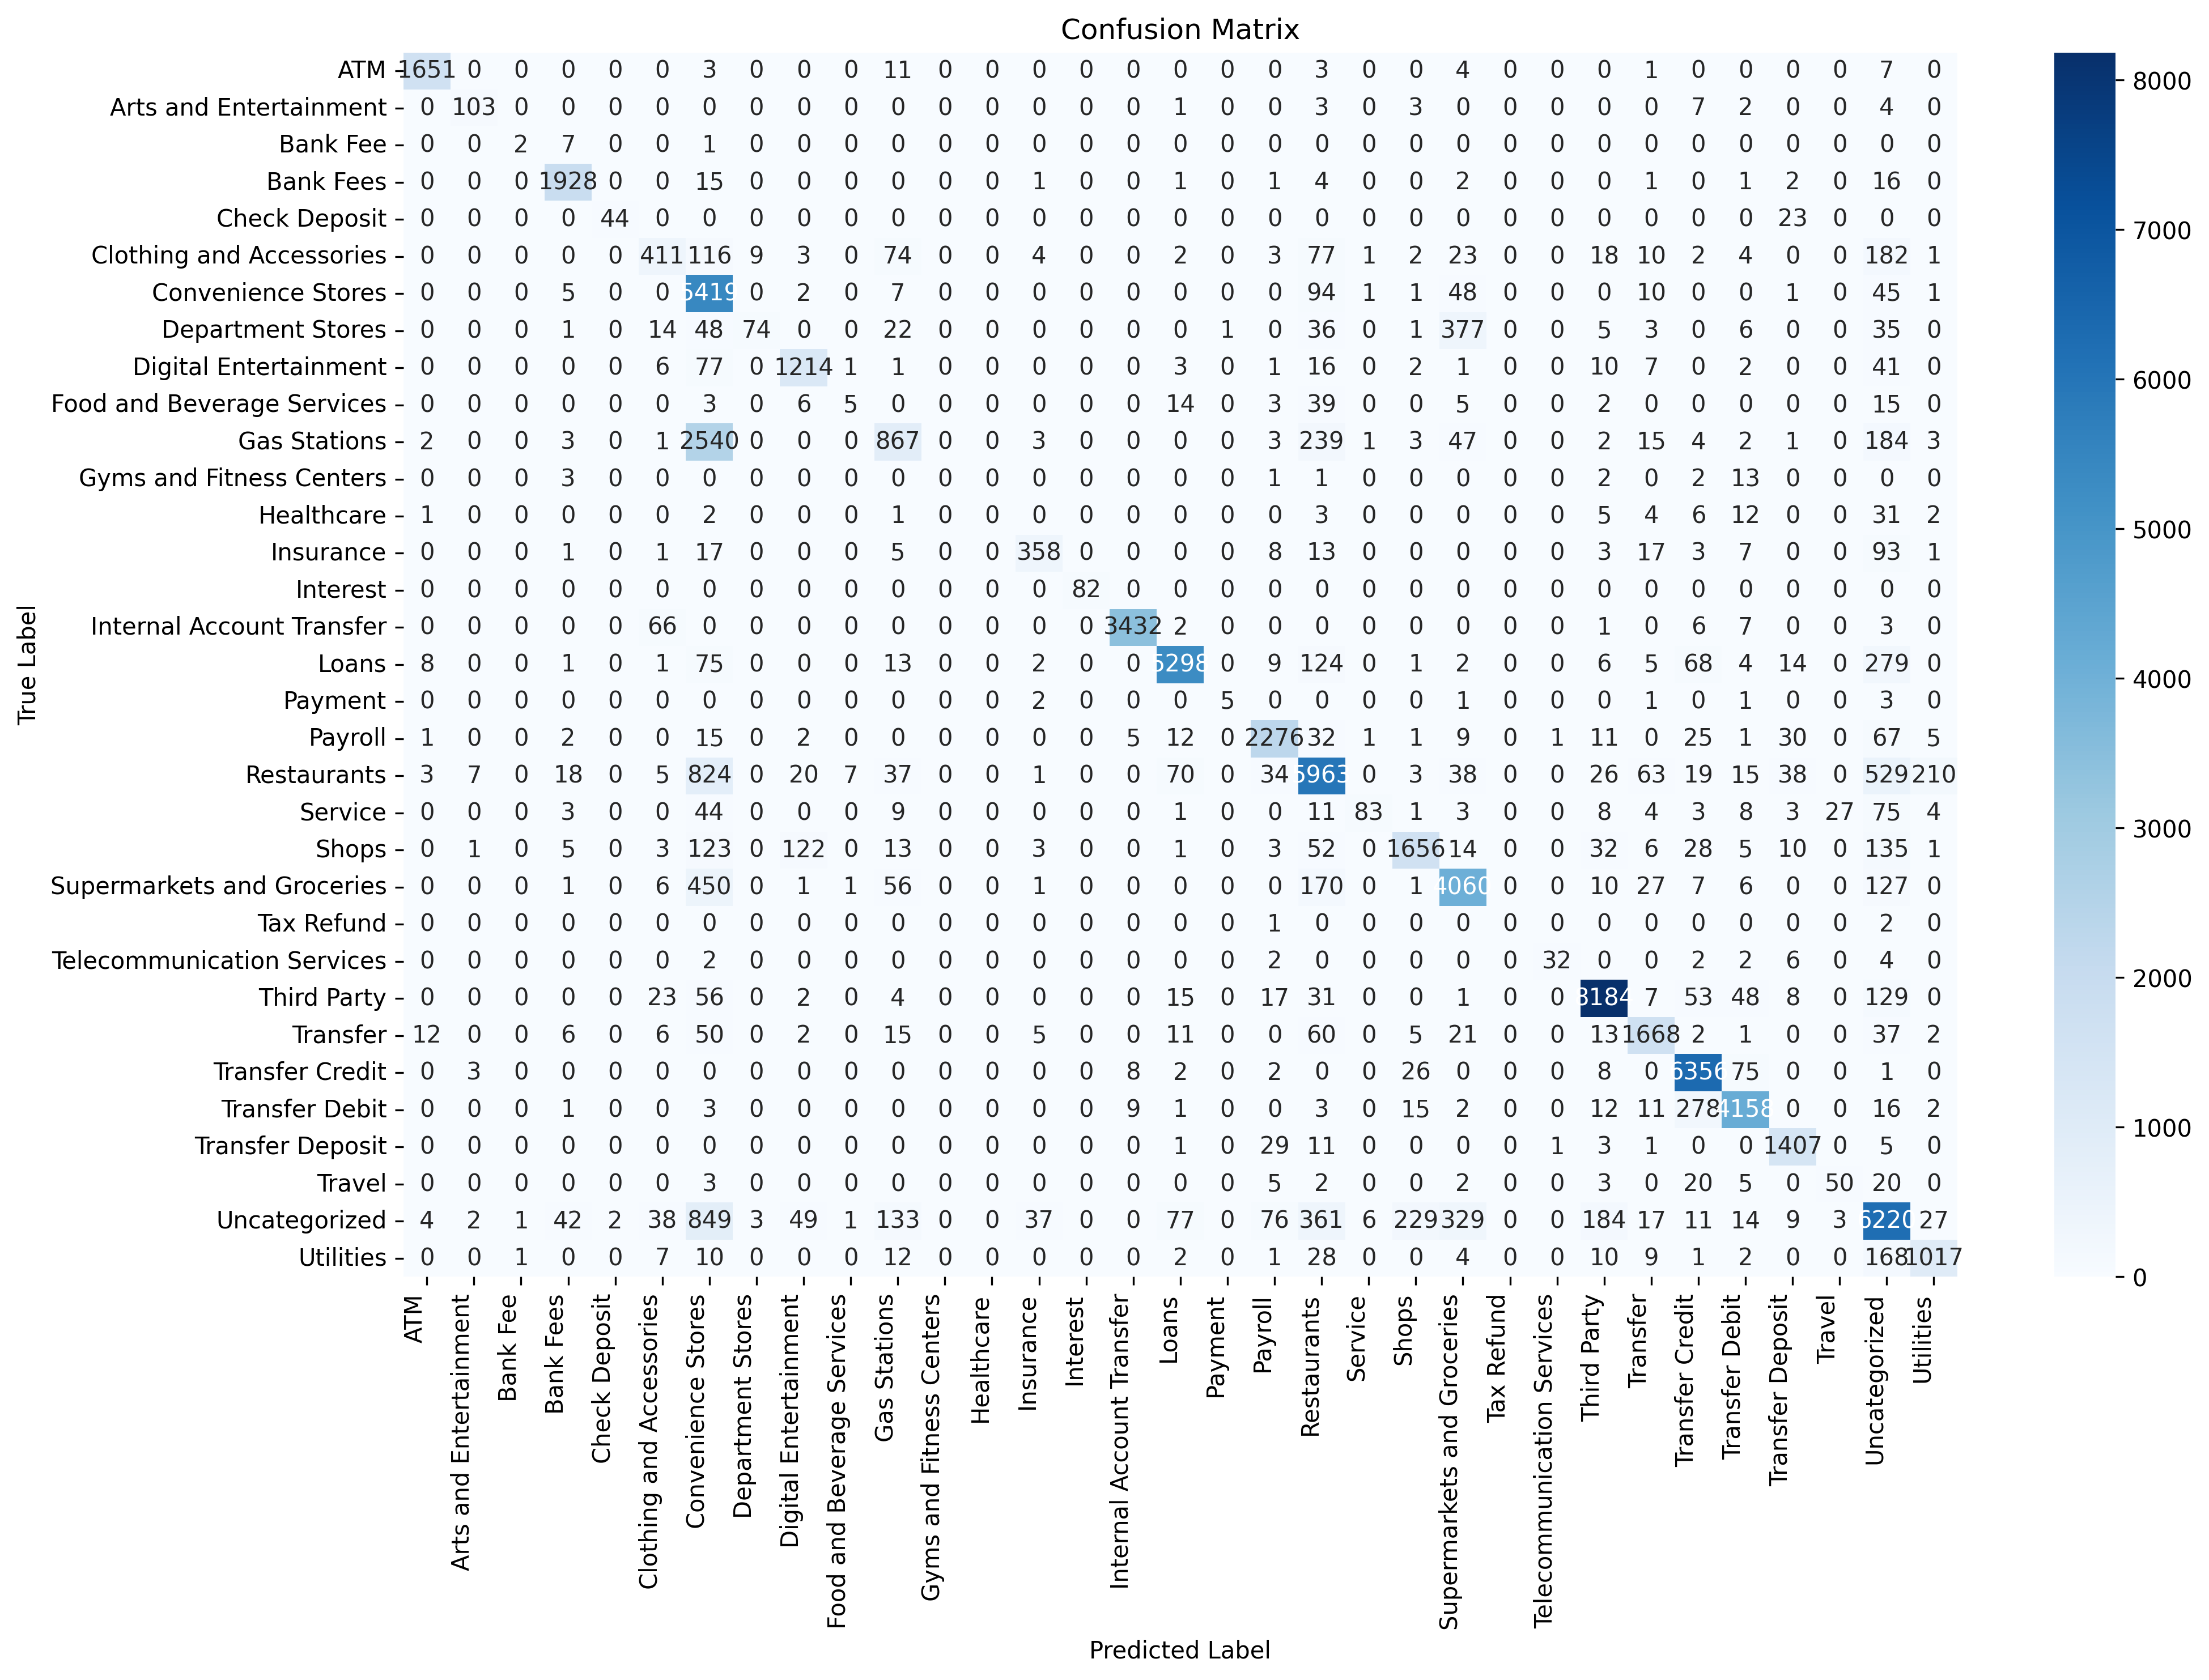 Confusion Matrix
ATM 1651 0 0 0 0 0 3 0 0 0 11 0 0 0 0 0 0 0 0 3 0 0 4 0 0 0 1 0 0 0 0 7 0
Arts and Entertainment 0 103 0 0 0 0 0 0 0 0 0 0 0 0 0 0 1 0 0 3 0 3 0 0 0 0 0 7 2 0 0 4 0
Bank Fee 0 0 2 7 0 0 1 0 0 0 0 0 0 0 0 0 0 0 0 0 0 0 0 0 0 0 0 0 0 0 0 0 0
Bank Fees 0 0 0 1928 0 0 15 0 0 0 0 0 0 1 0 0 1 0 1 4 0 0 2 0 0 0 1 0 1 2 0 16 0
Check Deposit 0 0 0 0 44 0 0 0 0 0 0 0 0 0 0 0 0 0 0 0 0 0 0 0 0 0 0 0 0 23 0 0 0
Clothing and Accessories 0 0 0 0 0 411 116 9 3 0 74 0 0 4 0 0 2 0 3 77 1 2 23 0 0 18 10 2 4 0 0 182 1
Convenience Stores 0 0 0 5 0 0 5419 0 2 0 7 0 0 0 0 0 0 0 0 94 1 1 48 0 0 0 10 0 0 1 0 45 1
Department Stores 0 0 0 1 0 14 48 74 0 0 22 0 0 0 0 0 0 1 0 36 0 1 377 0 0 5 3 0 6 0 0 35 0
Digital Entertainment 0 0 0 0 0 6 77 0 1214 1 1 0 0 0 0 0 3 0 1 16 0 2 1 0 0 10 7 0 2 0 0 41 0
Food and Beverage Services 0 0 0 0 0 0 3 0 6 5 0 0 0 0 0 0 14 0 3 39 0 0 5 0 0 2 0 0 0 0 0 15 0
Gas Stations 2 0 0 3 0 1 2540 0 0 0 867 0 0 3 0 0 0 0 3 239 1 3 47 0 0 2 15 4 2 1 0 184 3
Gyms and Fitness Centers 0 0 0 3 0 0 0 0 0 0 0 0 0 0 0 0 0 0 1 1 0 0 0 0 0 2 0 2 13 0 0 0 0
Healthcare 1 0 0 0 0 0 2 0 0 0 1 0 0 0 0 0 0 0 0 3 0 0 0 0 0 5 4 6 12 0 0 31 2
Insurance 0 0 0 1 0 1 17 0 0 0 5 0 0 358 0 0 0 0 8 13 0 0 0 0 0 3 17 3 7 0 0 93 1
Interest 0 0 0 0 0 0 0 0 0 0 0 0 0 0 82 0 0 0 0 0 0 0 0 0 0 0 0 0 0 0 0 0 0
Internal Account Transfer 0 0 0 0 0 66 0 0 0 0 0 0 0 0 0 3432 2 0 0 0 0 0 0 0 0 1 0 6 7 0 0 3 0
Loans 8 0 0 1 0 1 75 0 0 0 13 0 0 2 0 0 5298 0 9 124 0 1 2 0 0 6 5 68 4 14 0 279 0
Payment 0 0 0 0 0 0 0 0 0 0 0 0 0 2 0 0 0 5 0 0 0 0 1 0 0 0 1 0 1 0 0 3 0
Payroll 1 0 0 2 0 0 15 0 2 0 0 0 0 0 0 5 12 0 2276 32 1 1 9 0 1 11 0 25 1 30 0 67 5
Restaurants 3 7 0 18 0 5 824 0 20 7 37 0 0 1 0 0 70 0 34 5963 0 3 38 0 0 26 63 19 15 38 0 529 210
Service 0 0 0 3 0 0 44 0 0 0 9 0 0 0 0 0 1 0 0 11 83 1 3 0 0 8 4 3 8 3 27 75 4
Shops 0 1 0 5 0 3 123 0 122 0 13 0 0 3 0 0 1 0 3 52 0 1656 14 0 0 32 6 28 5 10 0 135 1
Supermarkets and Groceries 0 0 0 1 0 6 450 0 1 1 56 0 0 1 0 0 0 0 0 170 0 1 4060 0 0 10 27 7 6 0 0 127 0
Tax Refund 0 0 0 0 0 0 0 0 0 0 0 0 0 0 0 0 0 0 1 0 0 0 0 0 0 0 0 0 0 0 0 2 0
Telecommunication Services 0 0 0 0 0 0 2 0 0 0 0 0 0 0 0 0 0 0 2 0 0 0 0 0 32 0 0 2 2 6 0 4 0
Third Party 0 0 0 0 0 23 56 0 2 0 4 0 0 0 0 0 15 0 17 31 0 0 1 0 0 8184 7 53 48 8 0 129 0
Transfer 12 0 0 6 0 6 50 0 2 0 15 0 0 5 0 0 11 0 0 60 0 5 21 0 0 13 1668 2 1 0 0 37 2
Transfer Credit 0 3 0 0 0 0 0 0 0 0 0 0 0 0 0 8 2 0 2 0 0 26 0 0 0 8 0 6356 75 0 0 1 0
Transfer Debit 0 0 0 1 0 0 3 0 0 0 0 0 0 0 0 9 1 0 0 3 0 15 2 0 0 12 11 278 4158 0 0 16 2
Transfer Deposit 0 0 0 0 0 0 0 0 0 0 0 0 0 0 0 0 1 0 29 11 0 0 0 0 1 3 1 0 0 1407 0 5 0
Travel 0 0 0 0 0 0 3 0 0 0 0 0 0 0 0 0 0 0 5 2 0 0 2 0 0 3 0 20 5 0 50 20 0
Uncategorized 4 2 1 42 2 38 849 3 49 1 133 0 0 37 0 0 77 0 76 361 6 229 329 0 0 184 17 11 14 9 3 6220 27
Utilities 0 0 1 0 0 7 10 0 0 0 12 0 0 0 0 0 2 0 1 28 0 0 4 0 0 10 9 1 2 0 0 168 1017
True Label
ATM
Arts and Entertainment
Bank Fee
Bank Fees
Check Deposit
Clothing and Accessories
Convenience Stores
Department Stores
Digital Entertainment
Food and Beverage Services
Gas Stations
Gyms and Fitness Centers
Healthcare
Insurance
Interest
Internal Account Transfer
Loans
Payment
Payroll
Restaurants
Service
Shops
Supermarkets and Groceries
Tax Refund
Telecommunication Services
Third Party
Transfer
Transfer Credit
Transfer Debit
Transfer Deposit
Travel
Uncategorized
Utilities
Predicted Label
8000
7000
6000
5000
4000
3000
2000
1000
0